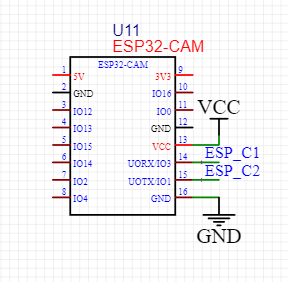 U11
ESP32-CAM
ESP32-CAM
1 5V 3V3 9
2 GND IO16 10
3 IO12 IO0 11
4 IO13 GND 12
5 IO15 VCC 13
6 IO14 UORX/IO3 14
7 IO2 UOTX/IO1 15
8 IO4 GND 16
VCC
ESP_C1
ESP_C2
GND